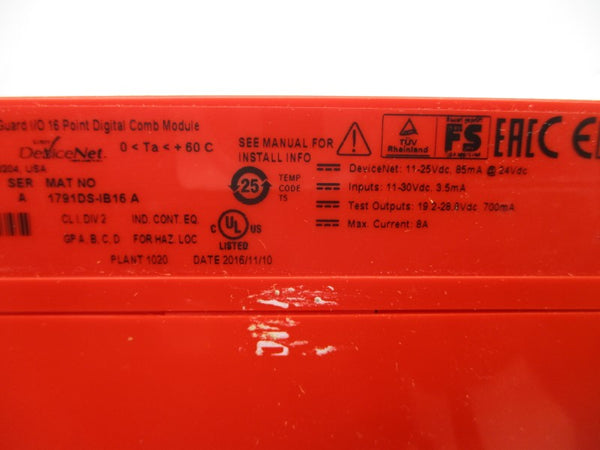 Guard I/O 16 Point Digital Comb Module
DeviceNet.
0 < Ta < + 60 C
3204, USA
SEE MANUAL FOR
INSTALL INFO
TÜV
Rheinland
FS
EAC
SER MAT NO
A 1791DS-IB16 A
25
TEMP
CODE
T5
DeviceNet: 11-25Vdc, 85mA @ 24Vdc
Inputs: 11-30Vdc, 3.5mA
Test Outputs: 19.2-28.8Vdc 700mA
Max. Current: 8A
CL I, DIV 2 IND. CONT. EQ.
GP A, B, C, D FOR HAZ. LOC
C UL US
LISTED
PLANT 1020 DATE 2016/11/10